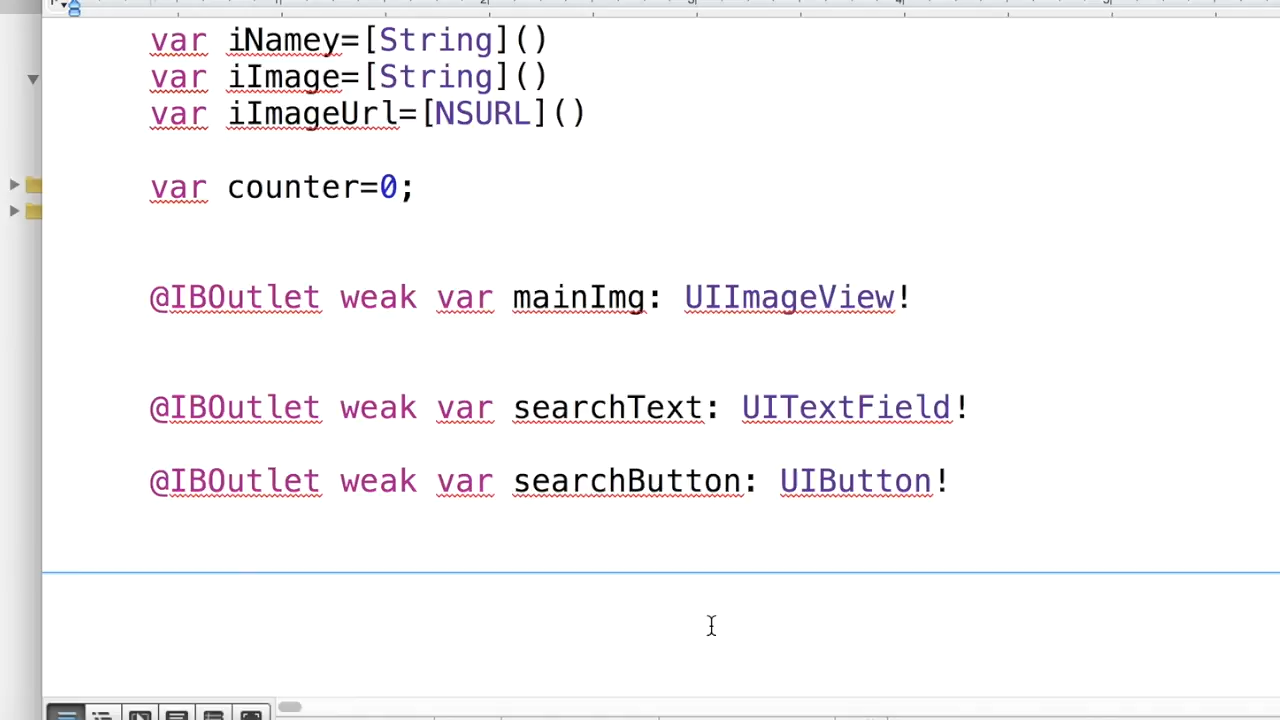 var iNamey=[String]()
var iImage=[String]()
var iImageUrl=[NSURL]()
var counter=0;
@IBOutlet weak var mainImg: UIImageView!
@IBOutlet weak var searchText: UITextField!
@IBOutlet weak var searchButton: UIButton!